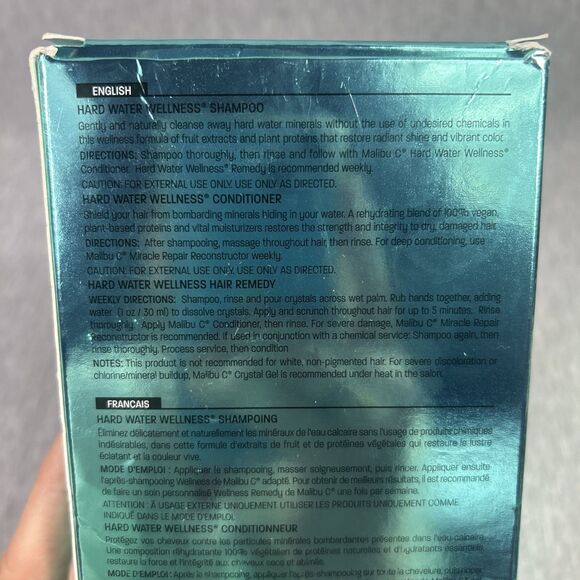 ENGLISH
HARD WATER WELLNESS® SHAMPOO
Gently and naturally cleanse away hard water minerals without the use of undesired chemicals in
this wellness formula of fruit extracts and plant proteins that restore radiant shine and vibrant color.
DIRECTIONS: Shampoo thoroughly, then rinse and follow with Malibu C® Hard Water Wellness®
Conditioner. Hard Water Wellness® Remedy is recommended weekly.
CAUTION: FOR EXTERNAL USE ONLY. USE ONLY AS DIRECTED.
HARD WATER WELLNESS® CONDITIONER
Shield your hair from bombarding minerals hiding in your water. A rehydrating blend of 100% vegan,
plant-based proteins and vital moisturizers restores the strength and integrity to dry, damaged hair.
DIRECTIONS: After shampooing, massage throughout hair, then rinse. For deep conditioning, use
Malibu C® Miracle Repair Reconstructor weekly.
CAUTION: FOR EXTERNAL USE ONLY. USE ONLY AS DIRECTED.
HARD WATER WELLNESS HAIR REMEDY
WEEKLY DIRECTIONS: Shampoo, rinse and pour crystals across wet palm. Rub hands together, adding
water (1 oz / 30 ml) to dissolve crystals. Apply and scrunch throughout hair for up to 5 minutes. Rinse
thoroughly. Apply Malibu C® Conditioner, then rinse. For severe damage, Malibu C® Miracle Repair
Reconstructor is recommended. If used in conjunction with a chemical service: Shampoo again, then
rinse thoroughly. Process service, then condition
NOTES: This product is not recommended for white, non-pigmented hair. For severe discoloration or
chlorine/mineral buildup, Malibu C® Crystal Gel is recommended under heat in the salon.
FRANÇAIS
HARD WATER WELLNESS® SHAMPOING
Éliminez délicatement et naturellement les minéraux de l'eau calcaire sans l'usage de produits chimiques
indésirables, dans cette formule d'extraits de fruit et de protéines végétales qui restaure le lustre
éclatant et la couleur vive.
MODE D'EMPLOI : Appliquer le shampooing, masser soigneusement, puis rincer. Appliquer ensuite
l'après-shampooing Wellness de Malibu C® adapté. Pour obtenir de meilleurs résultats, il est recommandé
de faire un soin personnalisé Wellness Remedy de Malibu C® une fois par semaine.
ATTENTION : À USAGE EXTERNE UNIQUEMENT. UTILISER LES PRODUITS UNIQUEMENT COMME
INDIQUÉ DANS LE MODE D'EMPLOI.
HARD WATER WELLNESS® CONDITIONNEUR
Protégez vos cheveux contre les particules minérales bombardantes présentes dans l'eau calcaire.
Une composition réhydratante 100% végétalienne de protéines naturelles et d'hydratants essentiels
restaure la force et l'intégrité aux cheveux secs et abîmés.
MODE D'EMPLOI : Après le shampooing, appliquer sur toute la chevelure, puis